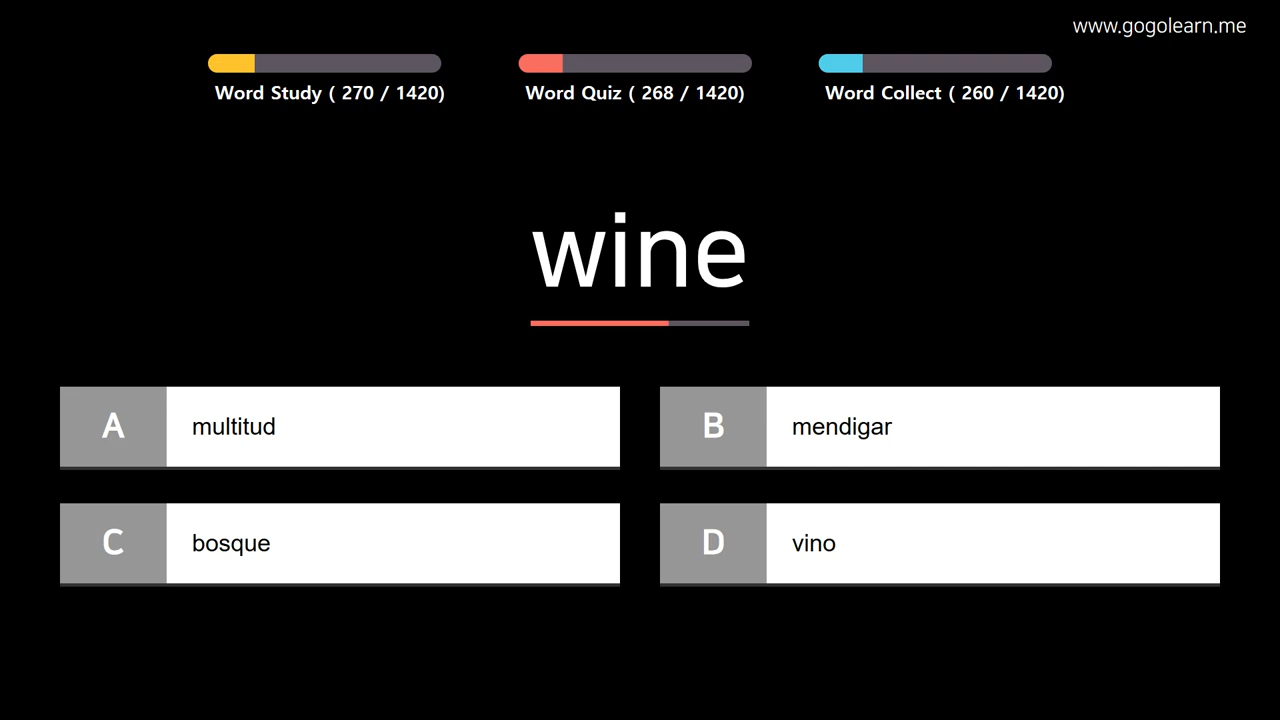 www.gogolearn.me
Word Study ( 270 / 1420)
Word Quiz ( 268 / 1420)
Word Collect ( 260 / 1420)
wine
A multitud
B mendigar
C bosque
D vino